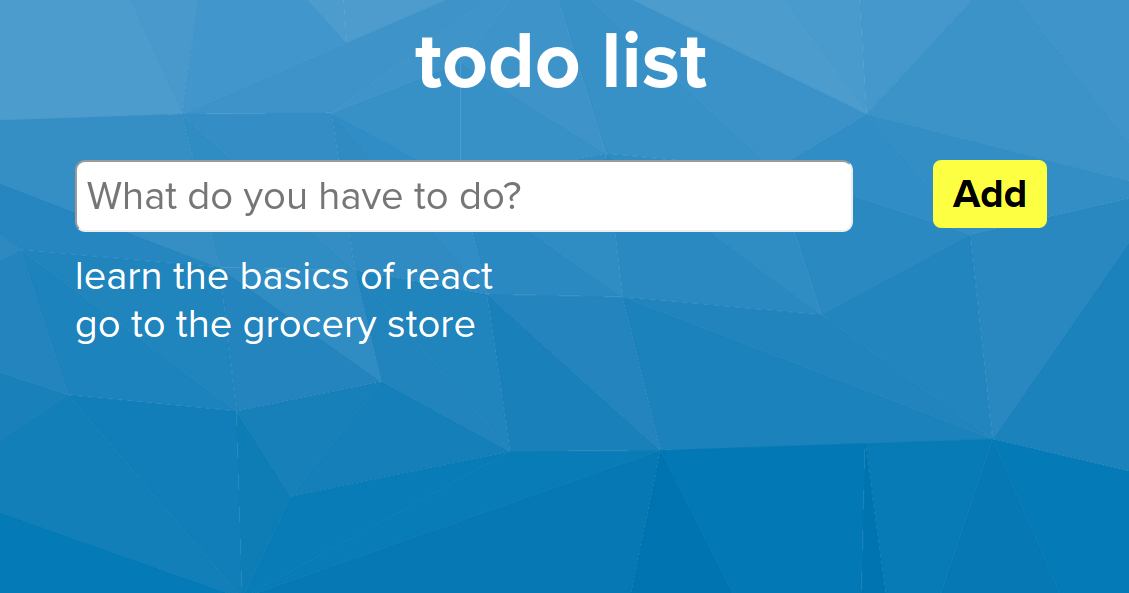 todo list
What do you have to do?
Add
learn the basics of react
go to the grocery store